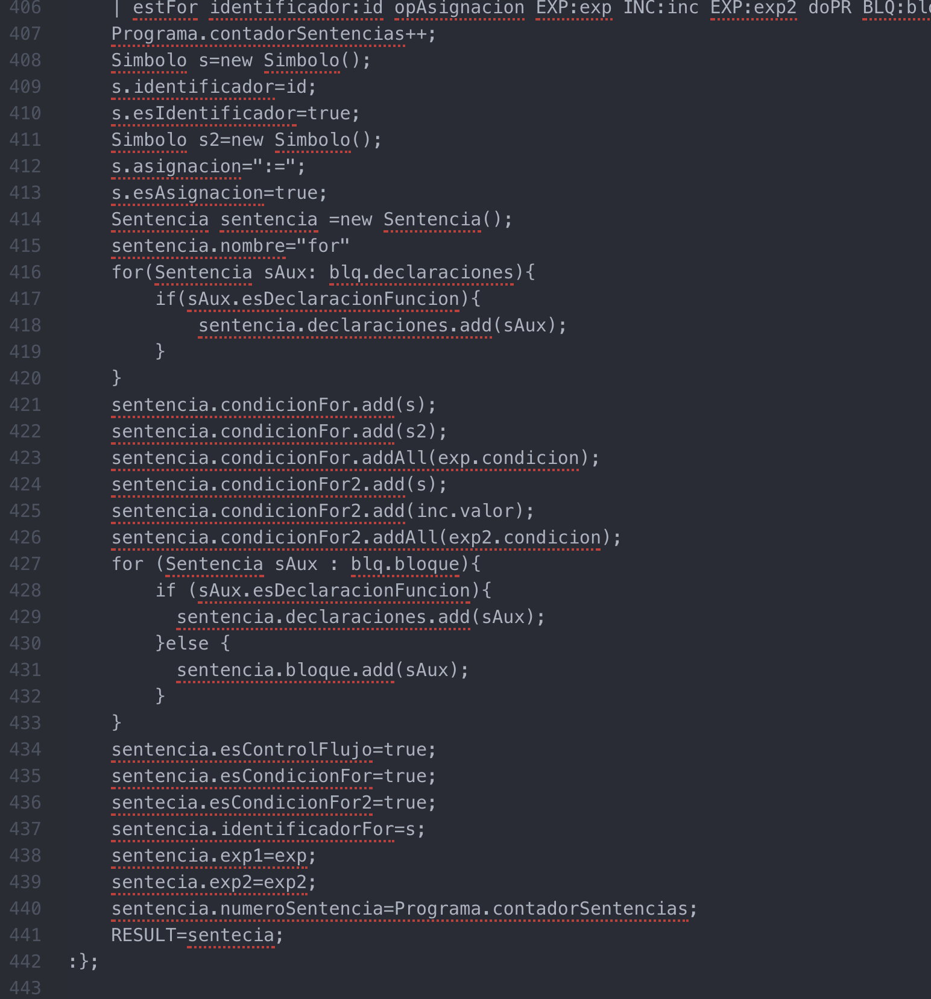 406 | estFor identificador:id opAsignacion EXP:exp INC:inc EXP:exp2 doPR
407 Programa.contadorSentencias++;
408 Simbolo s=new Simbolo();
409 s.identificador=id;
410 s.esIdentificador=true;
411 Simbolo s2=new Simbolo();
412 s.asignacion=":=";
413 s.esAsignacion=true;
414 Sentencia sentencia =new Sentencia();
415 sentencia.nombre="for"
416 for(Sentencia sAux: blq.declaraciones){
417 if(sAux.esDeclaracionFuncion){
418 sentencia.declaraciones.add(sAux);
419 }
420 }
421 sentencia.condicionFor.add(s);
422 sentencia.condicionFor.add(s2);
423 sentencia.condicionFor.addAll(exp.condicion);
424 sentencia.condicionFor2.add(s);
425 sentencia.condicionFor2.add(inc.valor);
426 sentencia.condicionFor2.addAll(exp2.condicion);
427 for (Sentencia sAux : blq.bloque){
428 if (sAux.esDeclaracionFuncion){
429 sentencia.declaraciones.add(sAux);
430 }else {
431 sentencia.bloque.add(sAux);
432 }
433 }
434 sentencia.esControlFlujo=true;
435 sentencia.esCondicionFor=true;
436 sentecia.esCondicionFor2=true;
437 sentencia.identificadorFor=s;
438 sentencia.exp1=exp;
439 sentecia.exp2=exp2;
440 sentencia.numeroSentencia=Programa.contadorSentencias;
441 RESULT=sentecia;
442 :};
443